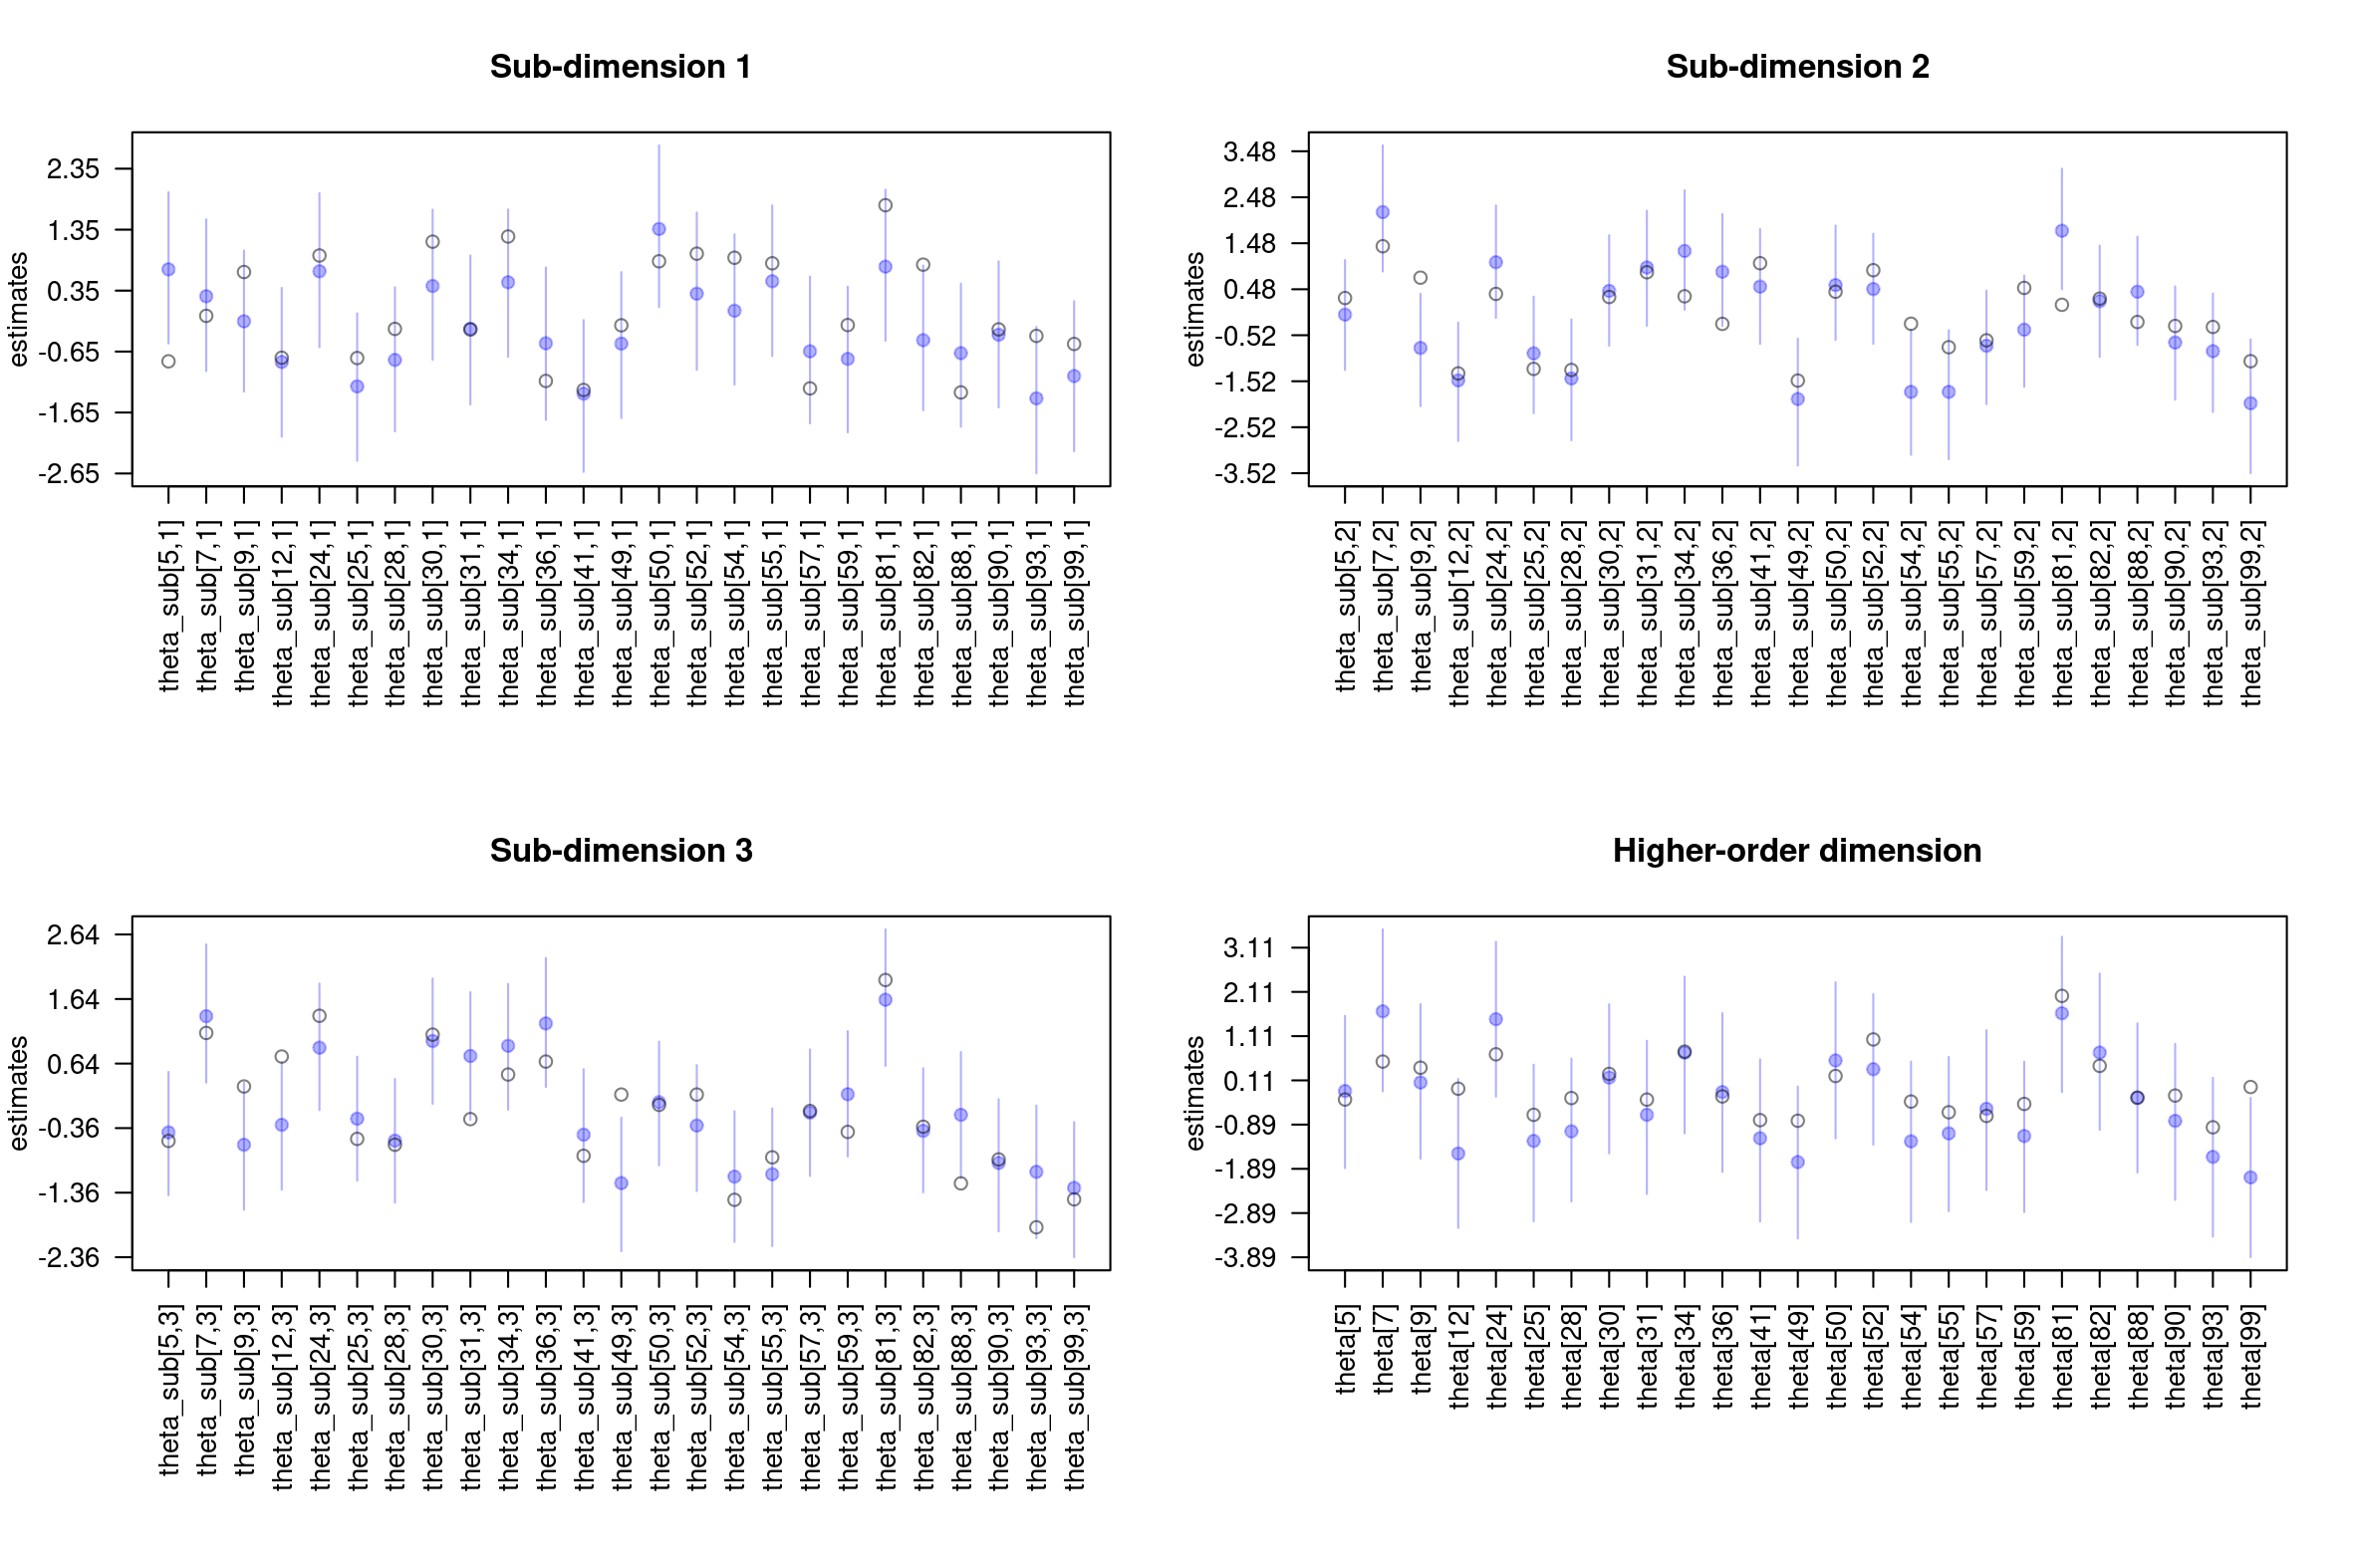 Sub-dimension 1
estimates
2.35
1.35
0.35
-0.65
-1.65
-2.65
theta_sub[5,1]
theta_sub[7,1]
theta_sub[9,1]
theta_sub[12,1]
theta_sub[24,1]
theta_sub[25,1]
theta_sub[28,1]
theta_sub[30,1]
theta_sub[31,1]
theta_sub[34,1]
theta_sub[36,1]
theta_sub[41,1]
theta_sub[49,1]
theta_sub[50,1]
theta_sub[52,1]
theta_sub[54,1]
theta_sub[55,1]
theta_sub[57,1]
theta_sub[59,1]
theta_sub[81,1]
theta_sub[82,1]
theta_sub[88,1]
theta_sub[90,1]
theta_sub[93,1]
theta_sub[99,1]
Sub-dimension 2
estimates
3.48
2.48
1.48
0.48
-0.52
-1.52
-2.52
-3.52
theta_sub[5,2]
theta_sub[7,2]
theta_sub[9,2]
theta_sub[12,2]
theta_sub[24,2]
theta_sub[25,2]
theta_sub[28,2]
theta_sub[30,2]
theta_sub[31,2]
theta_sub[34,2]
theta_sub[36,2]
theta_sub[41,2]
theta_sub[49,2]
theta_sub[50,2]
theta_sub[52,2]
theta_sub[54,2]
theta_sub[55,2]
theta_sub[57,2]
theta_sub[59,2]
theta_sub[81,2]
theta_sub[82,2]
theta_sub[88,2]
theta_sub[90,2]
theta_sub[93,2]
theta_sub[99,2]
Sub-dimension 3
estimates
2.64
1.64
0.64
-0.36
-1.36
-2.36
theta_sub[5,3]
theta_sub[7,3]
theta_sub[9,3]
theta_sub[12,3]
theta_sub[24,3]
theta_sub[25,3]
theta_sub[28,3]
theta_sub[30,3]
theta_sub[31,3]
theta_sub[34,3]
theta_sub[36,3]
theta_sub[41,3]
theta_sub[49,3]
theta_sub[50,3]
theta_sub[52,3]
theta_sub[54,3]
theta_sub[55,3]
theta_sub[57,3]
theta_sub[59,3]
theta_sub[81,3]
theta_sub[82,3]
theta_sub[88,3]
theta_sub[90,3]
theta_sub[93,3]
theta_sub[99,3]
Higher-order dimension
estimates
3.11
2.11
1.11
0.11
-0.89
-1.89
-2.89
-3.89
theta[5]
theta[7]
theta[9]
theta[12]
theta[24]
theta[25]
theta[28]
theta[30]
theta[31]
theta[34]
theta[36]
theta[41]
theta[49]
theta[50]
theta[52]
theta[54]
theta[55]
theta[57]
theta[59]
theta[81]
theta[82]
theta[88]
theta[90]
theta[93]
theta[99]